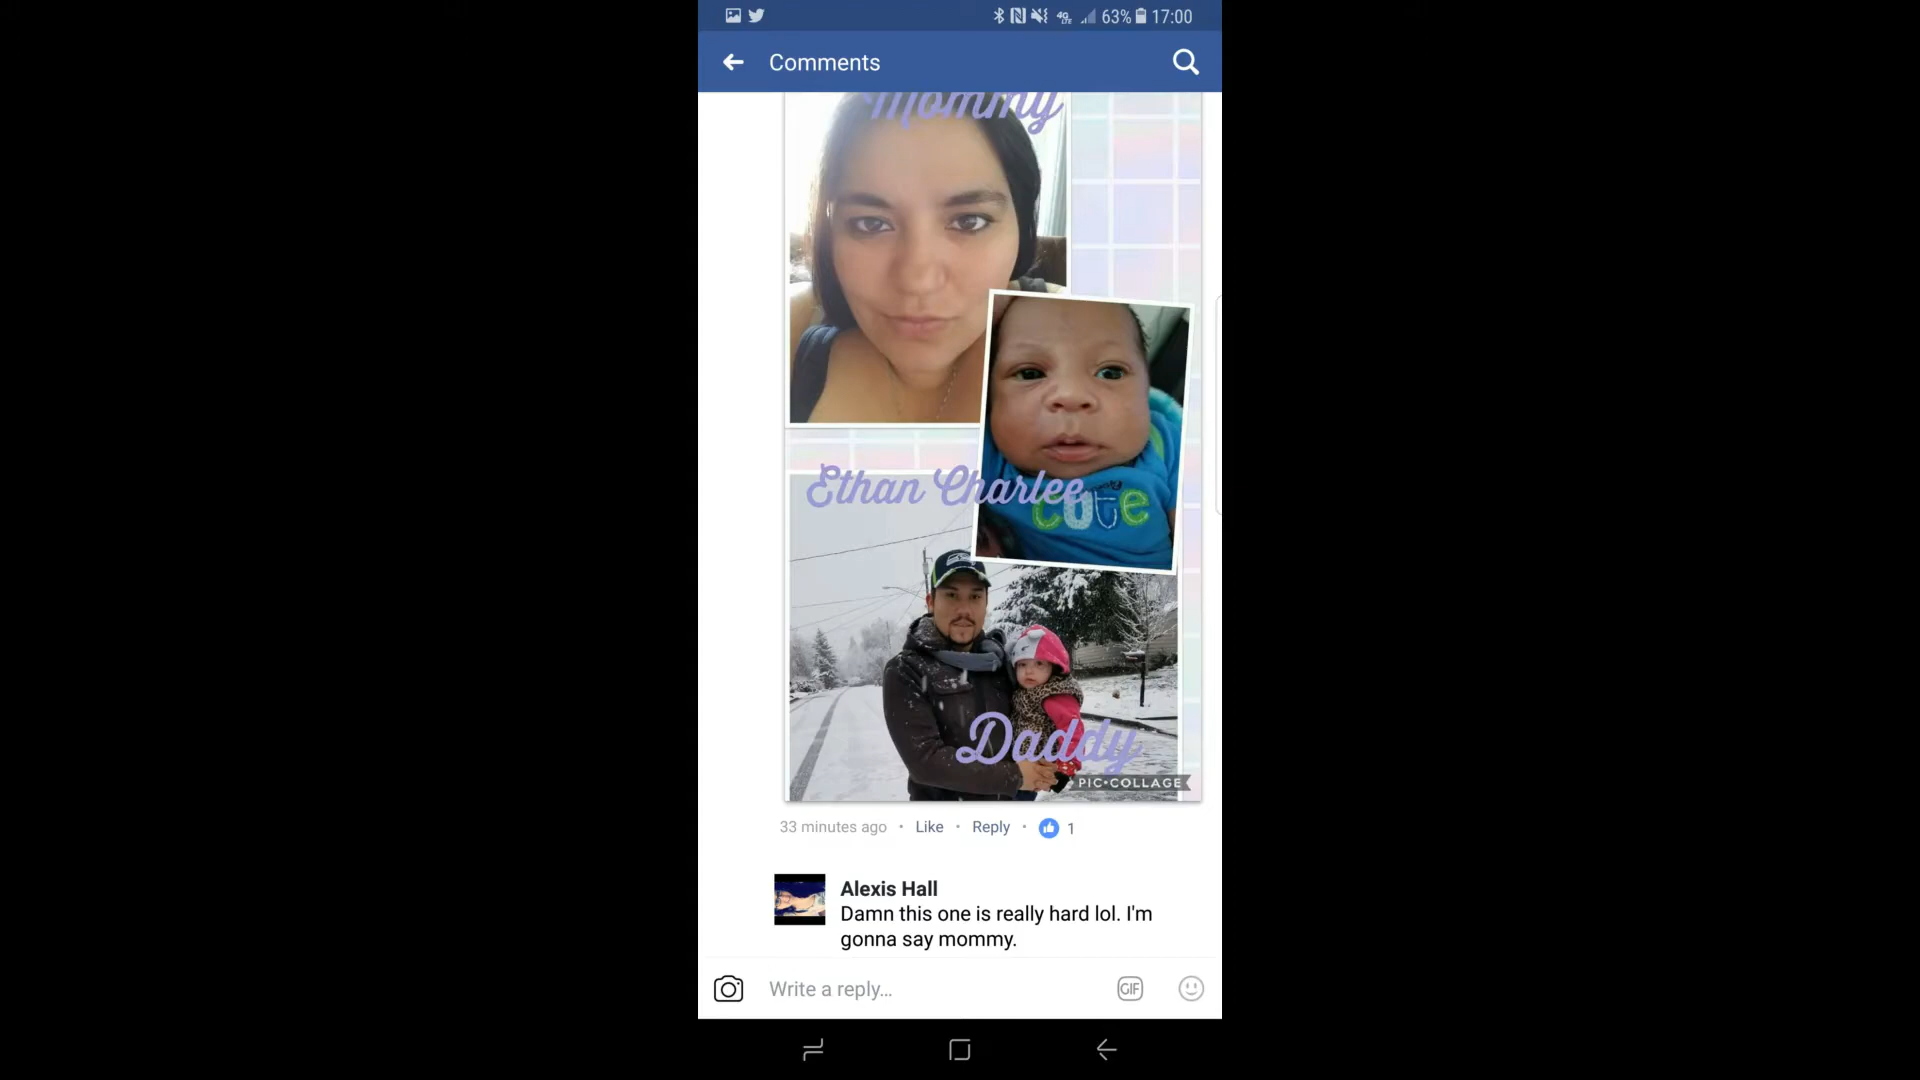 63% 17:00
Comments
Mommy
Ethan Charlee
cute
Daddy
PIC•COLLAGE
33 minutes ago • Like • Reply • 1
Alexis Hall
Damn this one is really hard lol. I'm
gonna say mommy.
Write a reply...
GIF